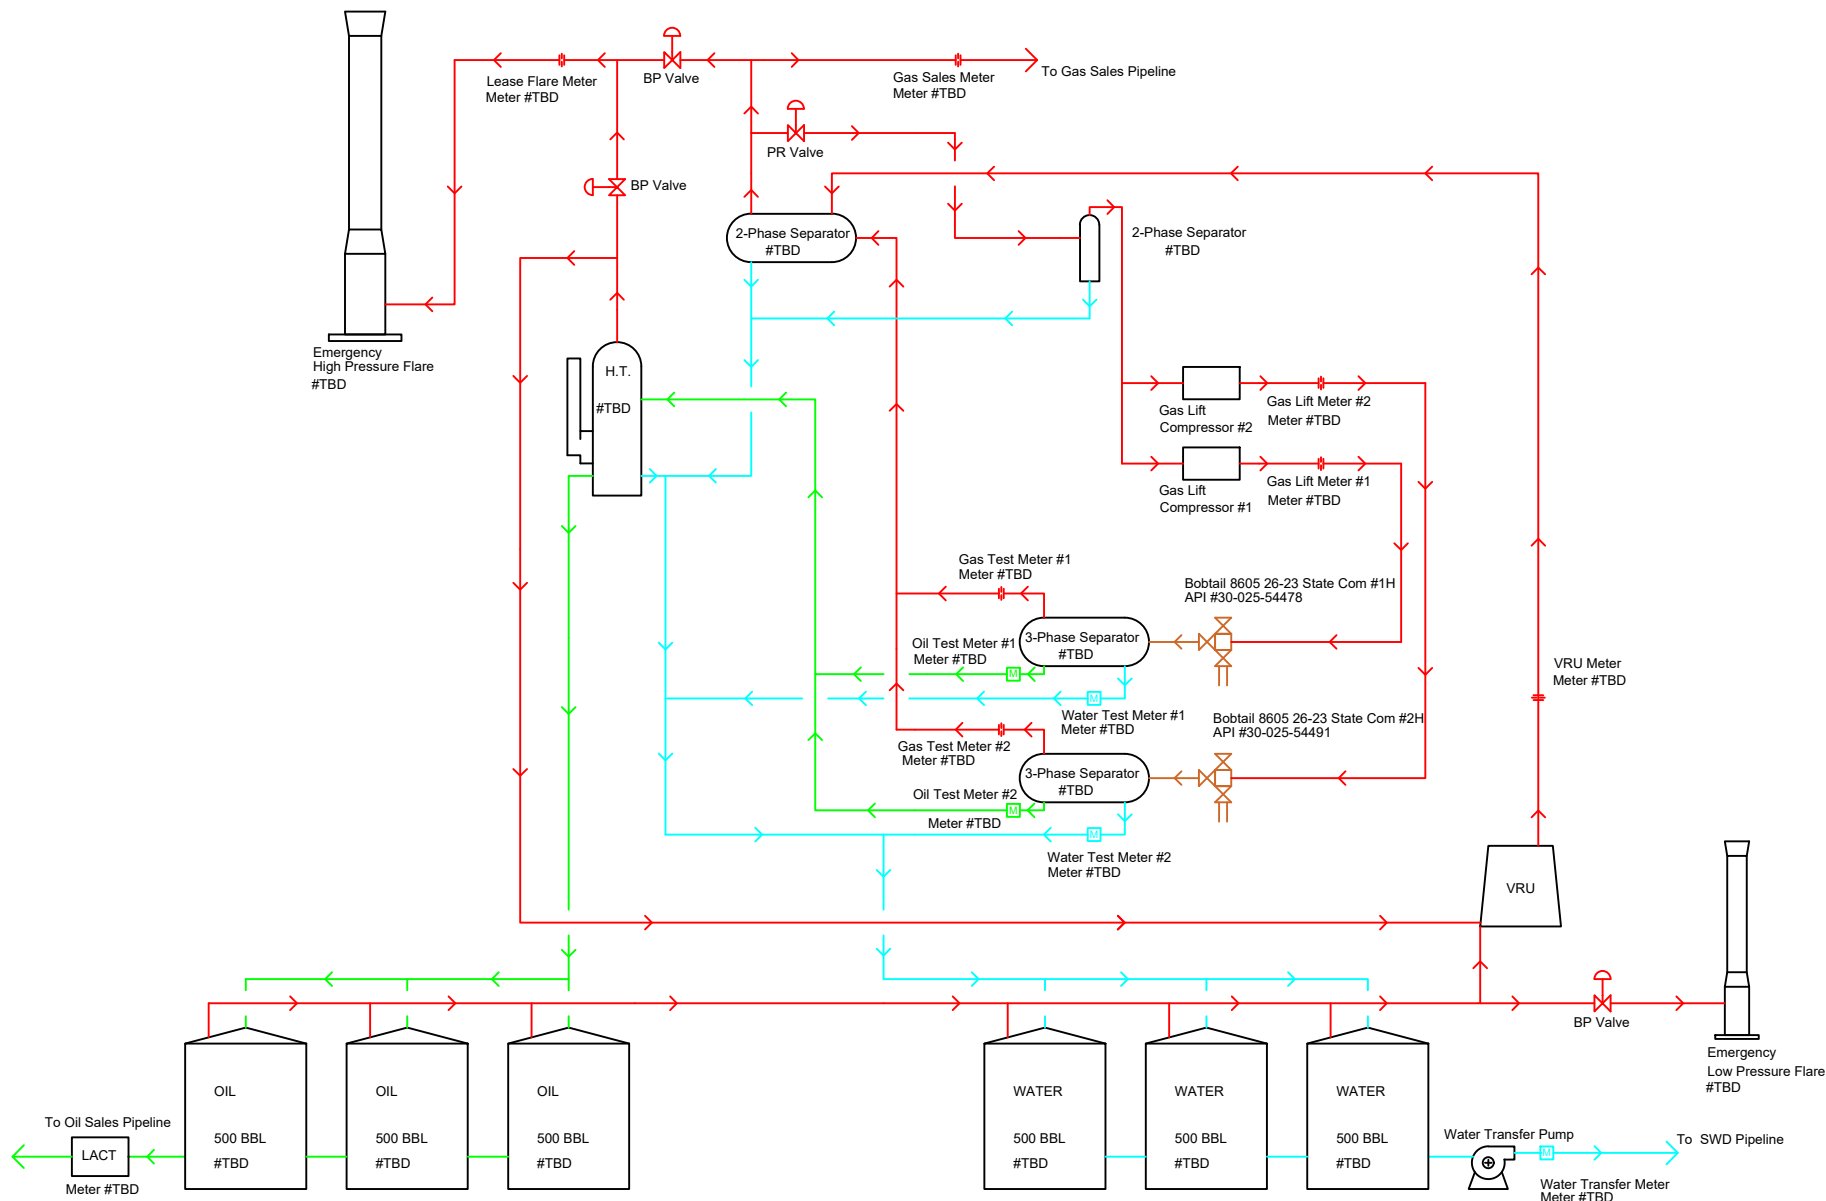 Lease Flare Meter
Meter #TBD
BP Valve
Gas Sales Meter
Meter #TBD
To Gas Sales Pipeline
PR Valve
BP Valve
2-Phase Separator
#TBD
2-Phase Separator
#TBD
Emergency
High Pressure Flare
#TBD
H.T.
#TBD
Gas Lift
Compressor #2
Gas Lift Meter #2
Meter #TBD
Gas Lift
Compressor #1
Gas Lift Meter #1
Meter #TBD
Gas Test Meter #1
Meter #TBD
Bobtail 8605 26-23 State Com #1H
API #30-025-54478
Oil Test Meter #1
Meter #TBD
3-Phase Separator
#TBD
M
M
Water Test Meter #1
Meter #TBD
VRU Meter
Meter #TBD
Bobtail 8605 26-23 State Com #2H
API #30-025-54491
Gas Test Meter #2
Meter #TBD
3-Phase Separator
#TBD
Oil Test Meter #2
Meter #TBD
M
M
Water Test Meter #2
Meter #TBD
VRU
BP Valve
Emergency
Low Pressure Flare
#TBD
OIL
500 BBL
#TBD
OIL
500 BBL
#TBD
OIL
500 BBL
#TBD
WATER
500 BBL
#TBD
WATER
500 BBL
#TBD
WATER
500 BBL
#TBD
To Oil Sales Pipeline
LACT
Meter #TBD
Water Transfer Pump
M
To SWD Pipeline
Water Transfer Meter
Meter #TBD